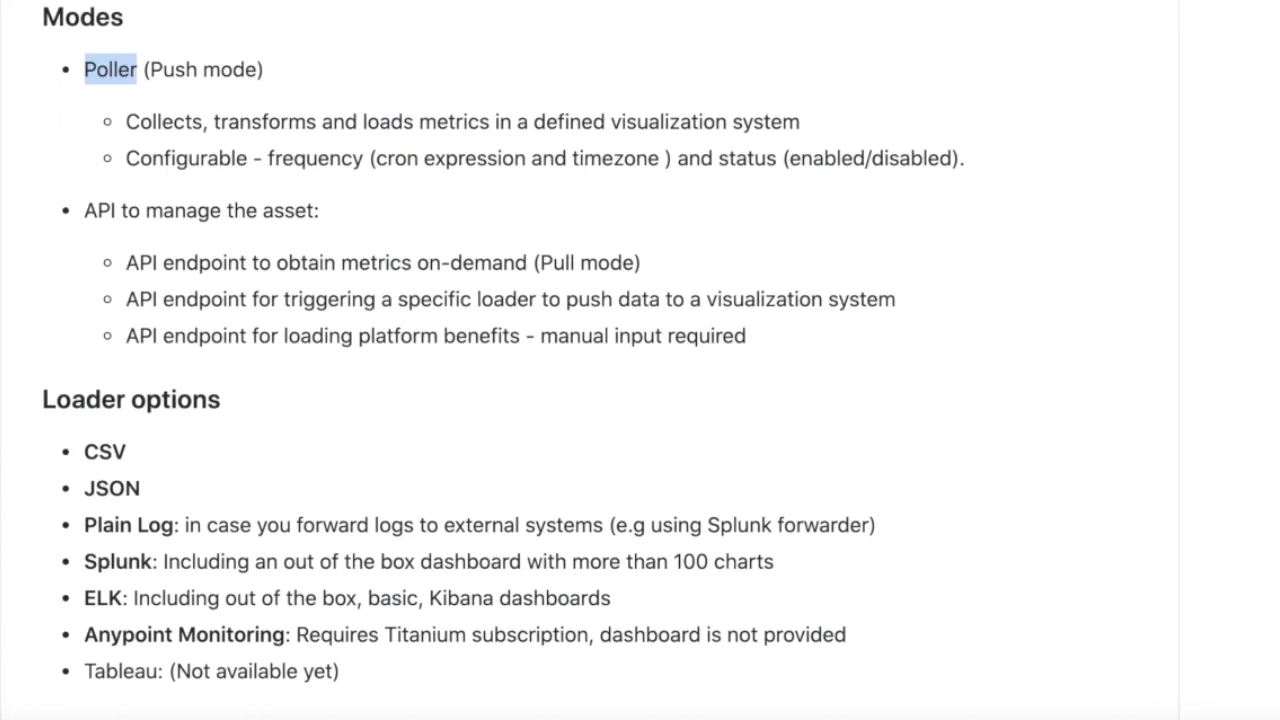 Modes
• Poller (Push mode)
◦ Collects, transforms and loads metrics in a defined visualization system
◦ Configurable - frequency (cron expression and timezone ) and status (enabled/disabled).
• API to manage the asset:
◦ API endpoint to obtain metrics on-demand (Pull mode)
◦ API endpoint for triggering a specific loader to push data to a visualization system
◦ API endpoint for loading platform benefits - manual input required
Loader options
• CSV
• JSON
• Plain Log: in case you forward logs to external systems (e.g using Splunk forwarder)
• Splunk: Including an out of the box dashboard with more than 100 charts
• ELK: Including out of the box, basic, Kibana dashboards
• Anypoint Monitoring: Requires Titanium subscription, dashboard is not provided
• Tableau: (Not available yet)